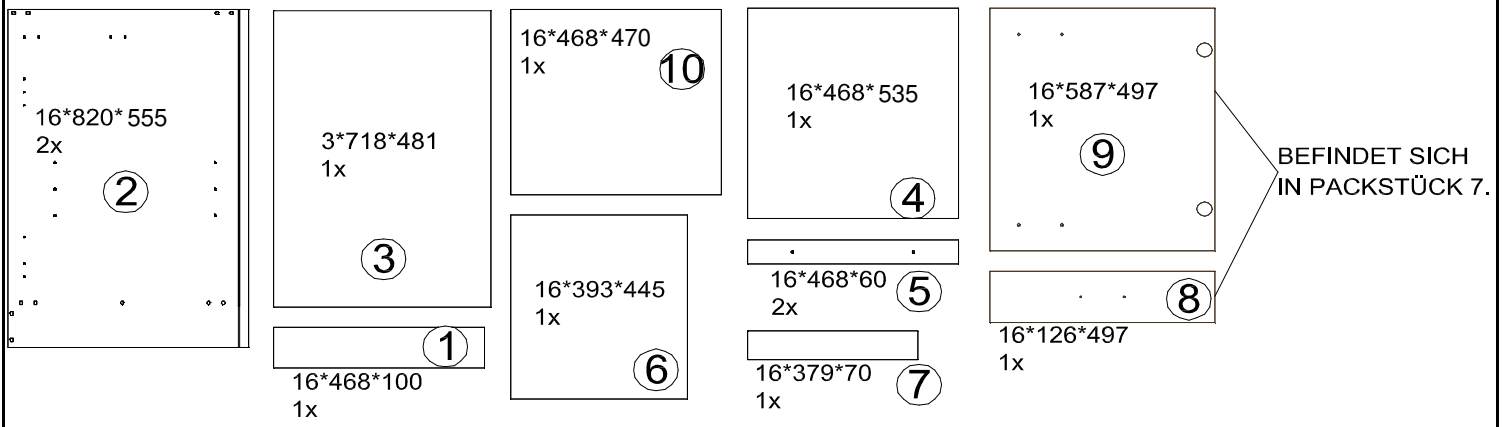 16*820*555
2x
2
3*718*481
1x
3
1
16*468*100
1x
16*468*470
1x
10
16*393*445
1x
6
16*468*535
1x
4
16*468*60
2x
5
16*379*70
1x
7
16*587*497
1x
9
8
16*126*497
1x
BEFINDET SICH
IN PACKSTÜCK 7.